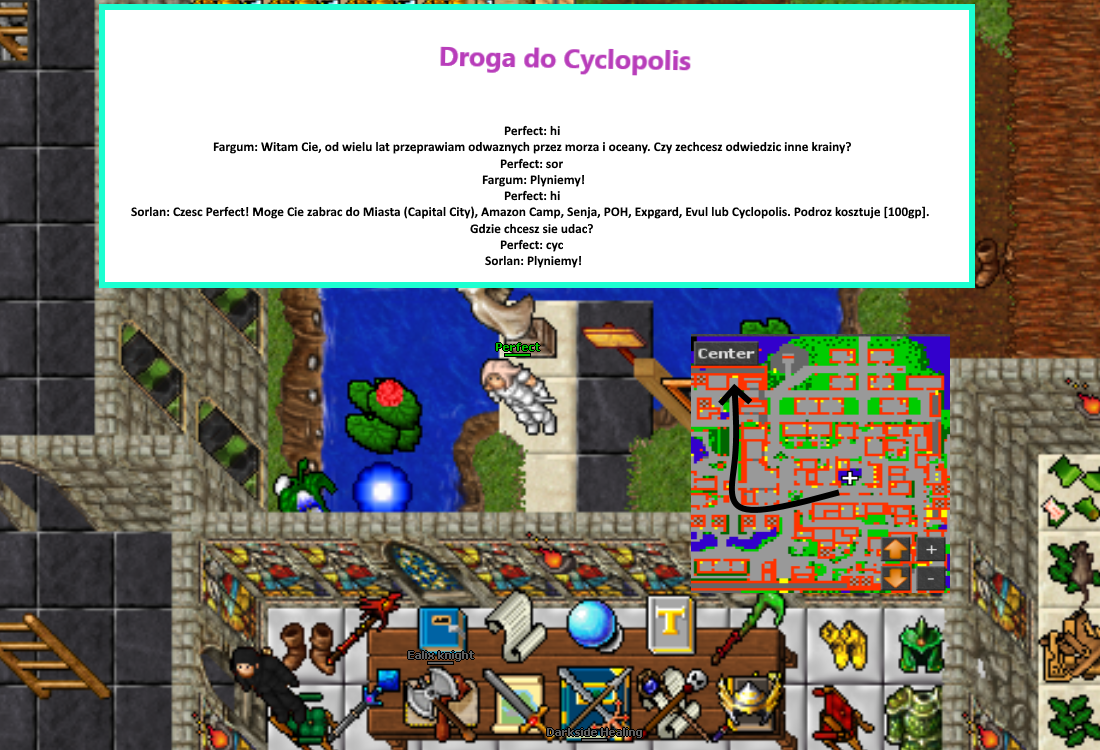 Droga do Cyclopolis
Perfect: hi
Fargum: Witam Cie, od wielu lat przeprawiam odwaznych przez morza i oceany. Czy zechcesz odwiedzic inne krainy?
Perfect: sor
Fargum: Plyniemy!
Perfect: hi
Sorlan: Czesc Perfect! Moge Cie zabrac do Miasta (Capital City), Amazon Camp, Senja, POH, Expgard, Evul lub Cyclopolis. Podroz kosztuje [100gp].
Gdzie chcesz sie udac?
Perfect: cyc
Sorlan: Plyniemy!
Perfect
Center
+
-
T
Ealix knight
Darkside Healing